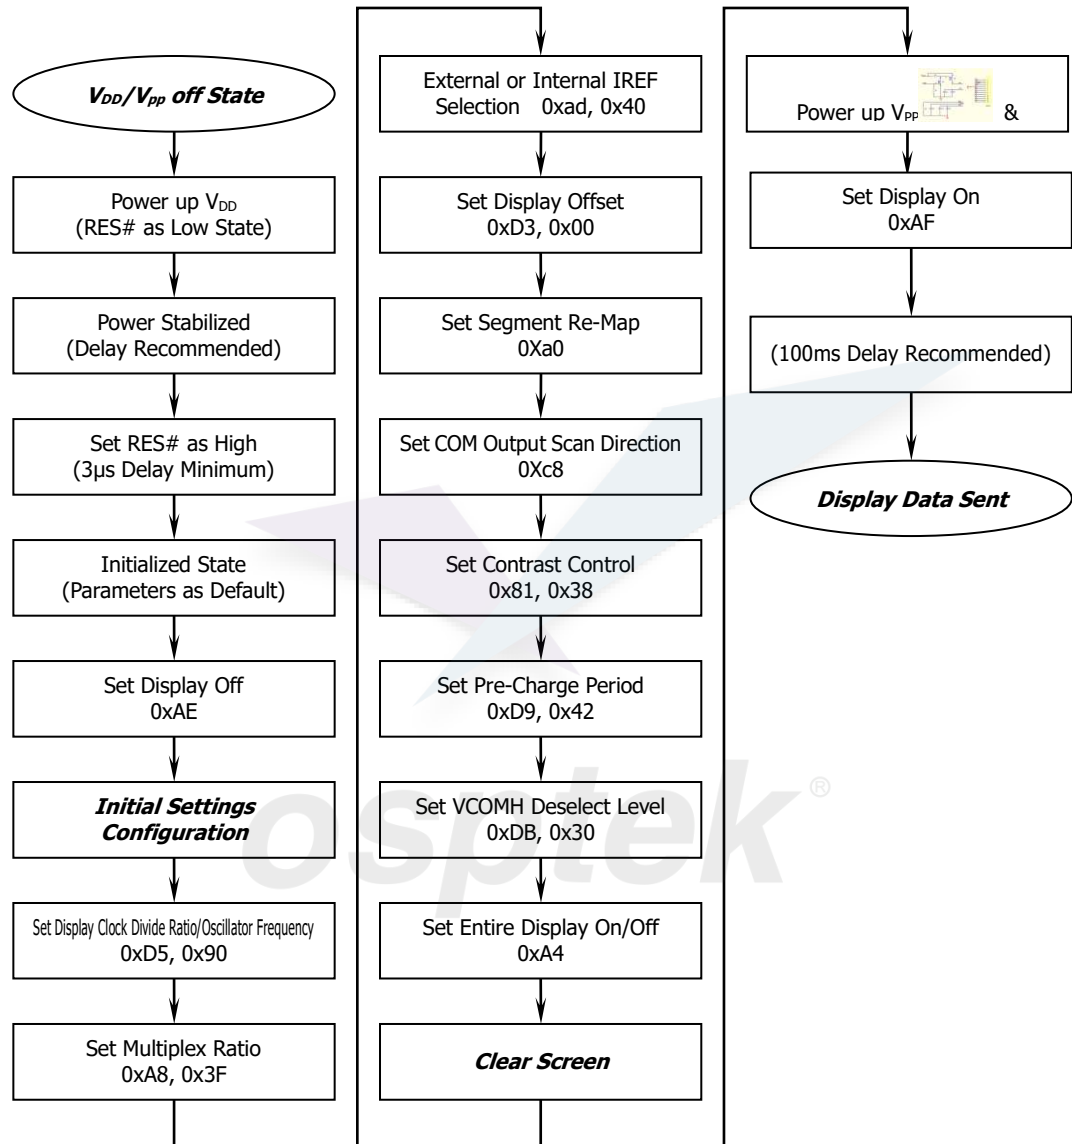 V_DD/V_pp off State
Power up V_DD
(RES# as Low State)
Power Stabilized
(Delay Recommended)
Set RES# as High
(3µs Delay Minimum)
Initialized State
(Parameters as Default)
Set Display Off
0xAE
Initial Settings
Configuration
Set Display Clock Divide Ratio/Oscillator Frequency
0xD5, 0x90
Set Multiplex Ratio
0xA8, 0x3F
External or Internal IREF
Selection 0xad, 0x40
Set Display Offset
0xD3, 0x00
Set Segment Re-Map
0Xa0
Set COM Output Scan Direction
0Xc8
Set Contrast Control
0x81, 0x38
Set Pre-Charge Period
0xD9, 0x42
Set VCOMH Deselect Level
0xDB, 0x30
Set Entire Display On/Off
0xA4
Clear Screen
Power up V_PP &
Set Display On
0xAF
(100ms Delay Recommended)
Display Data Sent
osptek®